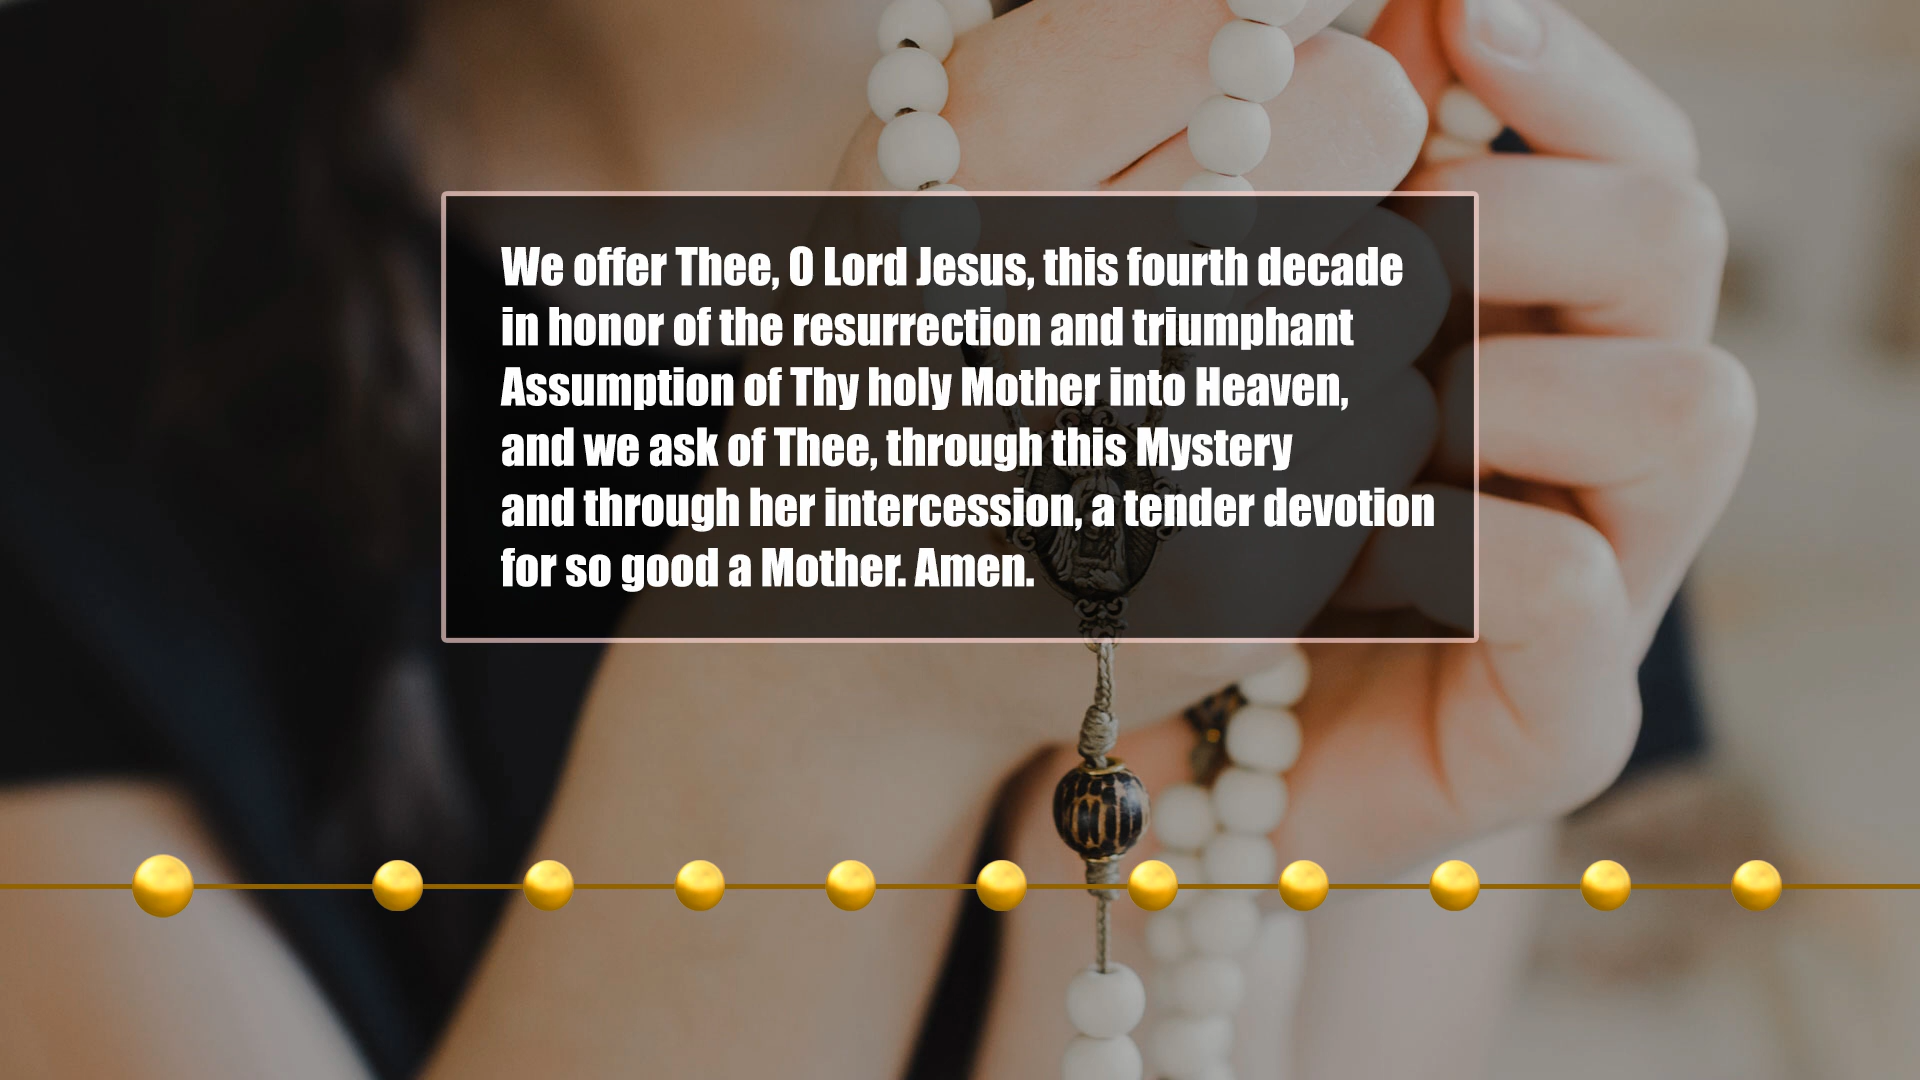 We offer Thee, O Lord Jesus, this fourth decade
in honor of the resurrection and triumphant
Assumption of Thy holy Mother into Heaven,
and we ask of Thee, through this Mystery
and through her intercession, a tender devotion
for so good a Mother. Amen.